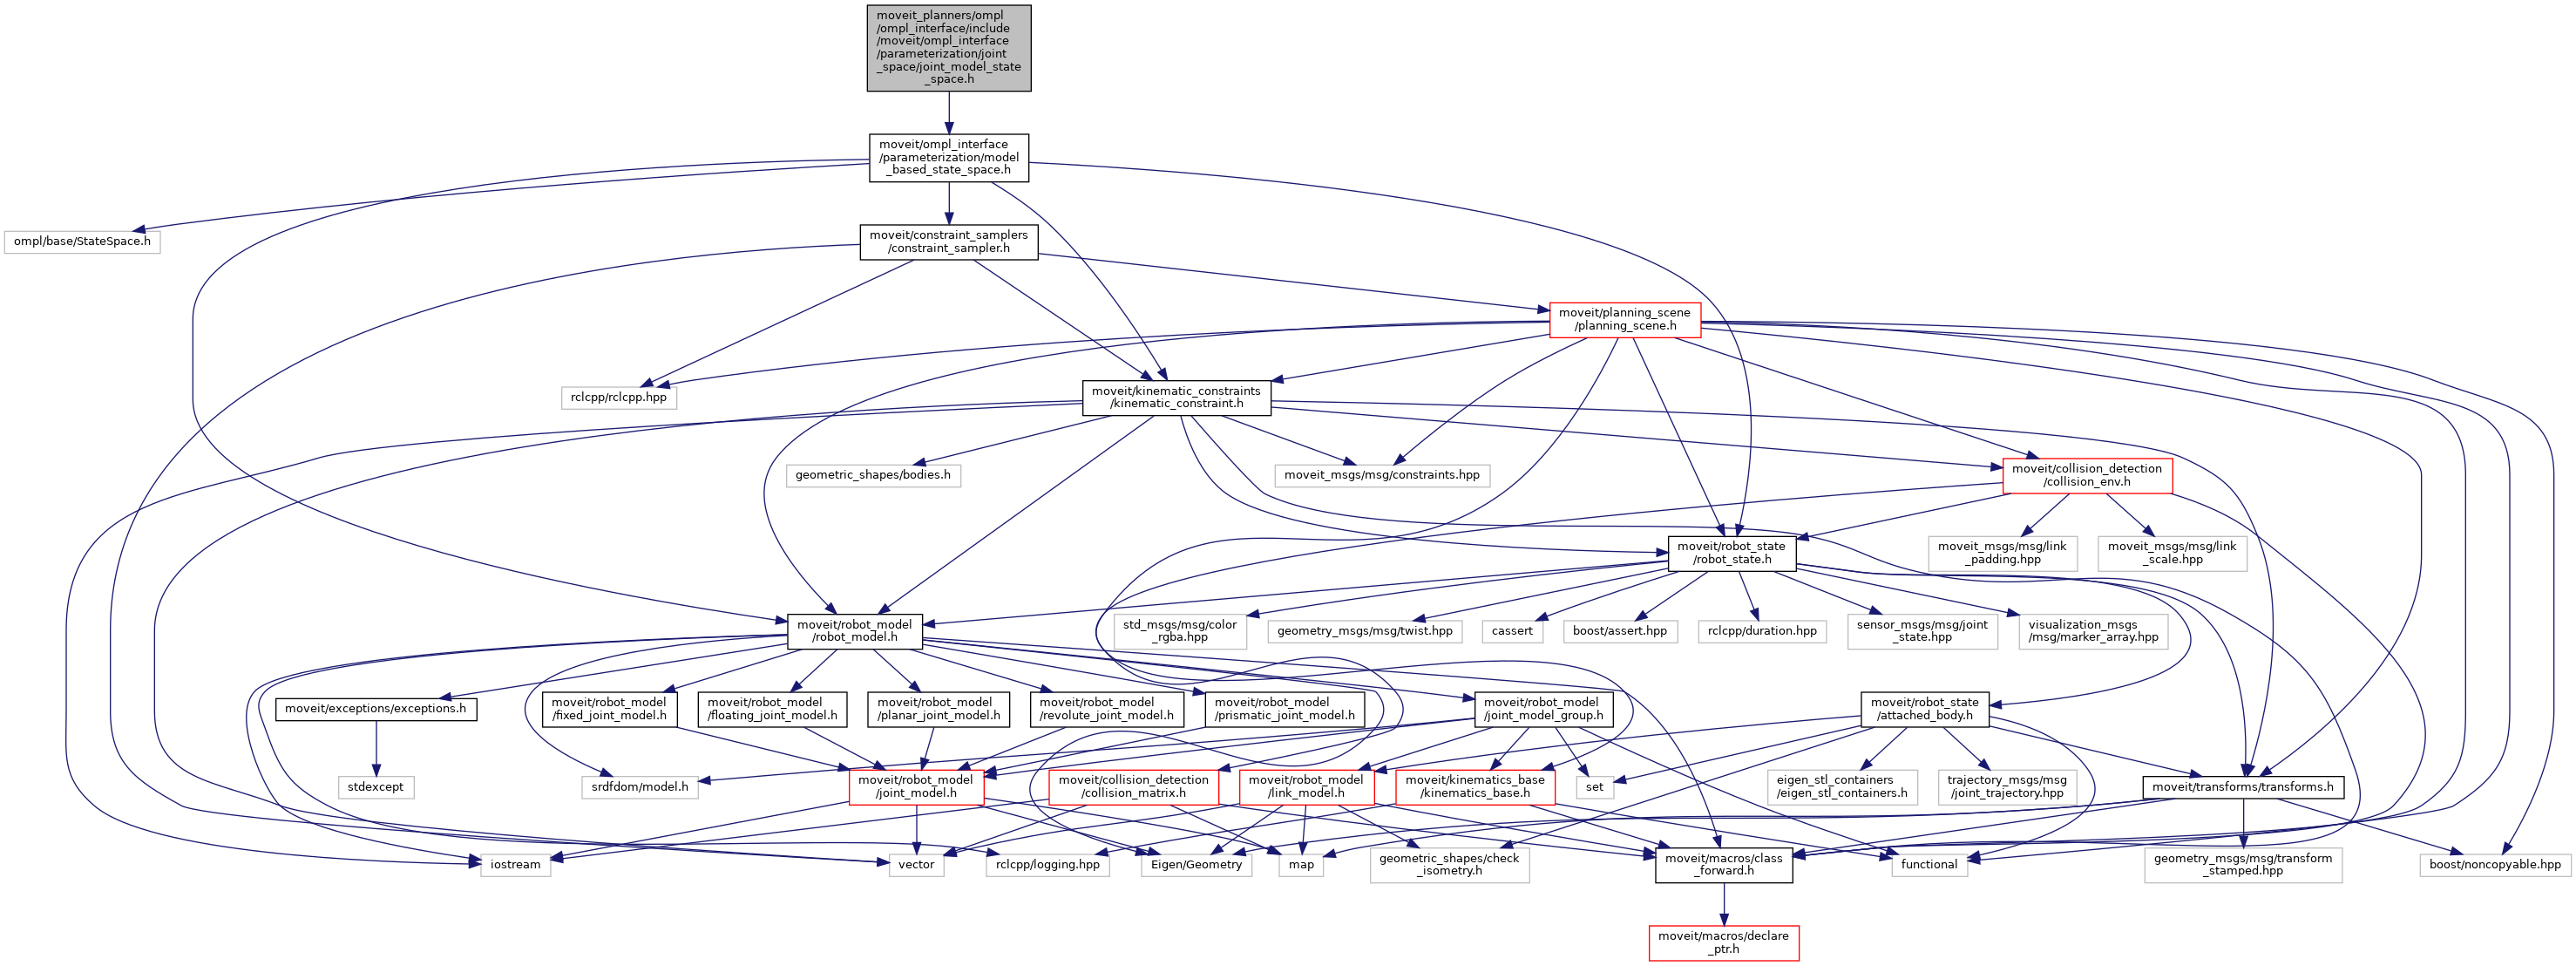 moveit_planners/ompl
/ompl_interface/include
/moveit/ompl_interface
/parameterization/joint
_space/joint_model_state
_space.h
moveit/ompl_interface
/parameterization/model
_based_state_space.h
ompl/base/StateSpace.h
moveit/constraint_samplers
/constraint_sampler.h
moveit/planning_scene
/planning_scene.h
rclcpp/rclcpp.hpp
moveit/kinematic_constraints
/kinematic_constraint.h
geometric_shapes/bodies.h
moveit_msgs/msg/constraints.hpp
moveit/collision_detection
/collision_env.h
moveit/robot_state
/robot_state.h
moveit_msgs/msg/link
_padding.hpp
moveit_msgs/msg/link
_scale.hpp
moveit/robot_model
/robot_model.h
std_msgs/msg/color
_rgba.hpp
geometry_msgs/msg/twist.hpp
cassert
boost/assert.hpp
rclcpp/duration.hpp
sensor_msgs/msg/joint
_state.hpp
visualization_msgs
/msg/marker_array.hpp
moveit/exceptions/exceptions.h
moveit/robot_model
/fixed_joint_model.h
moveit/robot_model
/floating_joint_model.h
moveit/robot_model
/planar_joint_model.h
moveit/robot_model
/revolute_joint_model.h
moveit/robot_model
/prismatic_joint_model.h
moveit/robot_model
/joint_model_group.h
moveit/robot_state
/attached_body.h
stdexcept
srdfdom/model.h
moveit/robot_model
/joint_model.h
moveit/collision_detection
/collision_matrix.h
moveit/robot_model
/link_model.h
moveit/kinematics_base
/kinematics_base.h
set
eigen_stl_containers
/eigen_stl_containers.h
trajectory_msgs/msg
/joint_trajectory.hpp
moveit/transforms/transforms.h
iostream
vector
rclcpp/logging.hpp
Eigen/Geometry
map
geometric_shapes/check
_isometry.h
moveit/macros/class
_forward.h
functional
geometry_msgs/msg/transform
_stamped.hpp
boost/noncopyable.hpp
moveit/macros/declare
_ptr.h